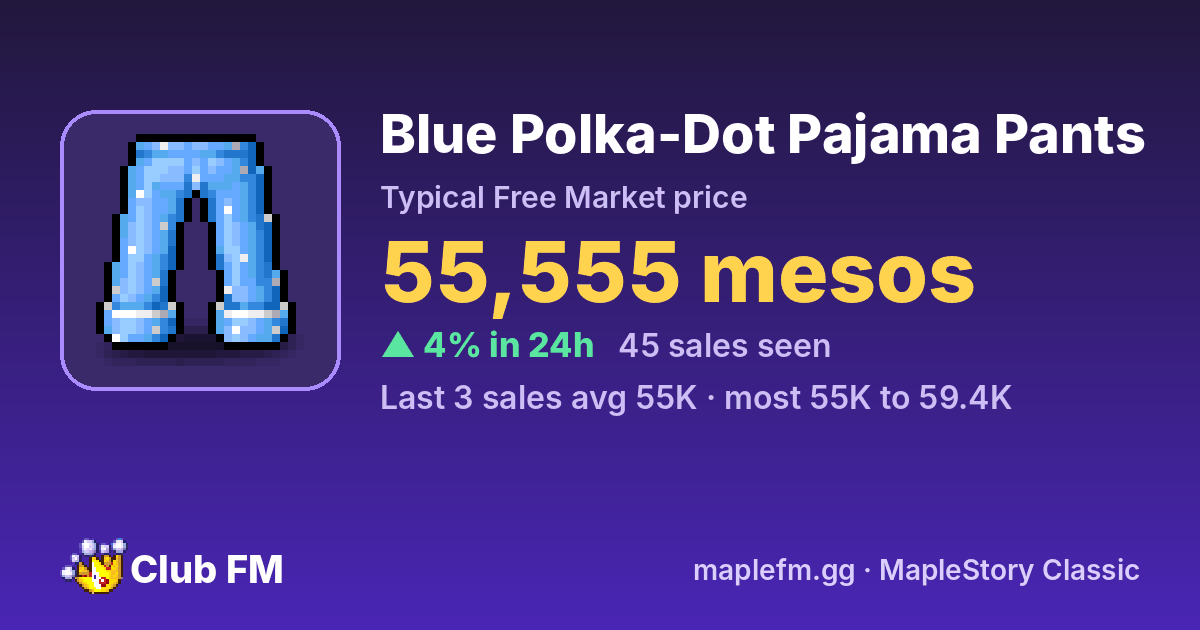 Blue Polka-Dot Pajama Pants
Typical Free Market price
55,555 mesos
▲ 4% in 24h 45 sales seen
Last 3 sales avg 55K · most 55K to 59.4K
Club FM
maplefm.gg · MapleStory Classic